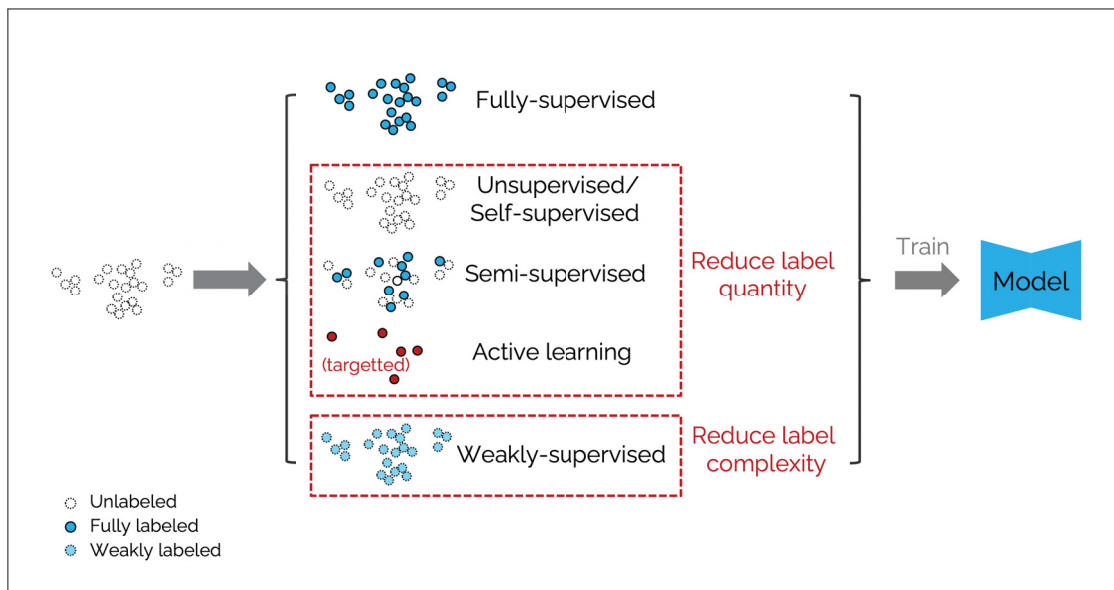 Fully-supervised
Unsupervised/
Self-supervised
Semi-supervised
Reduce label
quantity
(targetted)
Active learning
Weakly-supervised
Reduce label
complexity
Train
Model
Unlabeled
Fully labeled
Weakly labeled